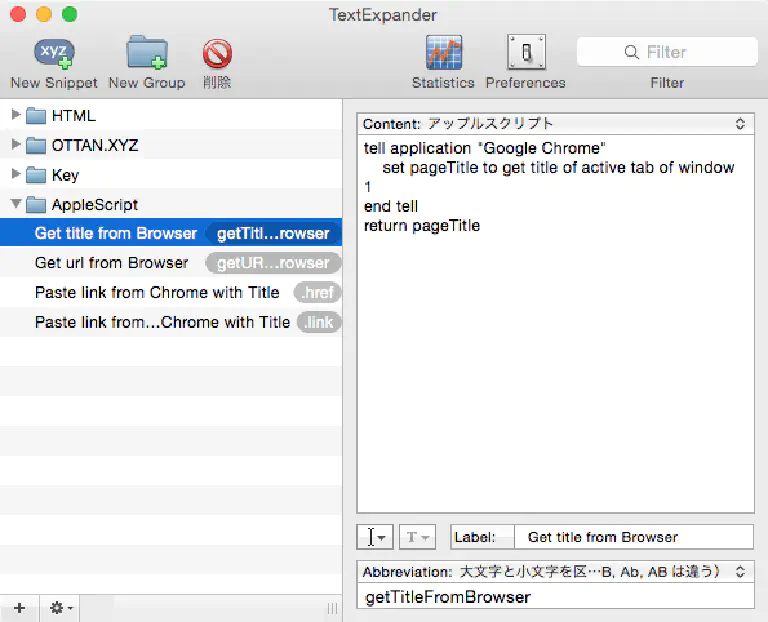 TextExpander
xyz
New Snippet New Group 削除 Statistics Preferences Filter
Filter
HTML
OTTAN.XYZ
Key
AppleScript
Get title from Browser getTitl...rowser
Get url from Browser getUR...rowser
Paste link from Chrome with Title .href
Paste link from...Chrome with Title .link
Content: アップルスクリプト
tell application "Google Chrome"
set pageTitle to get title of active tab of window
1
end tell
return pageTitle
T
Label: Get title from Browser
Abbreviation: 大文字と小文字を区…B, Ab, AB は違う）
getTitleFromBrowser